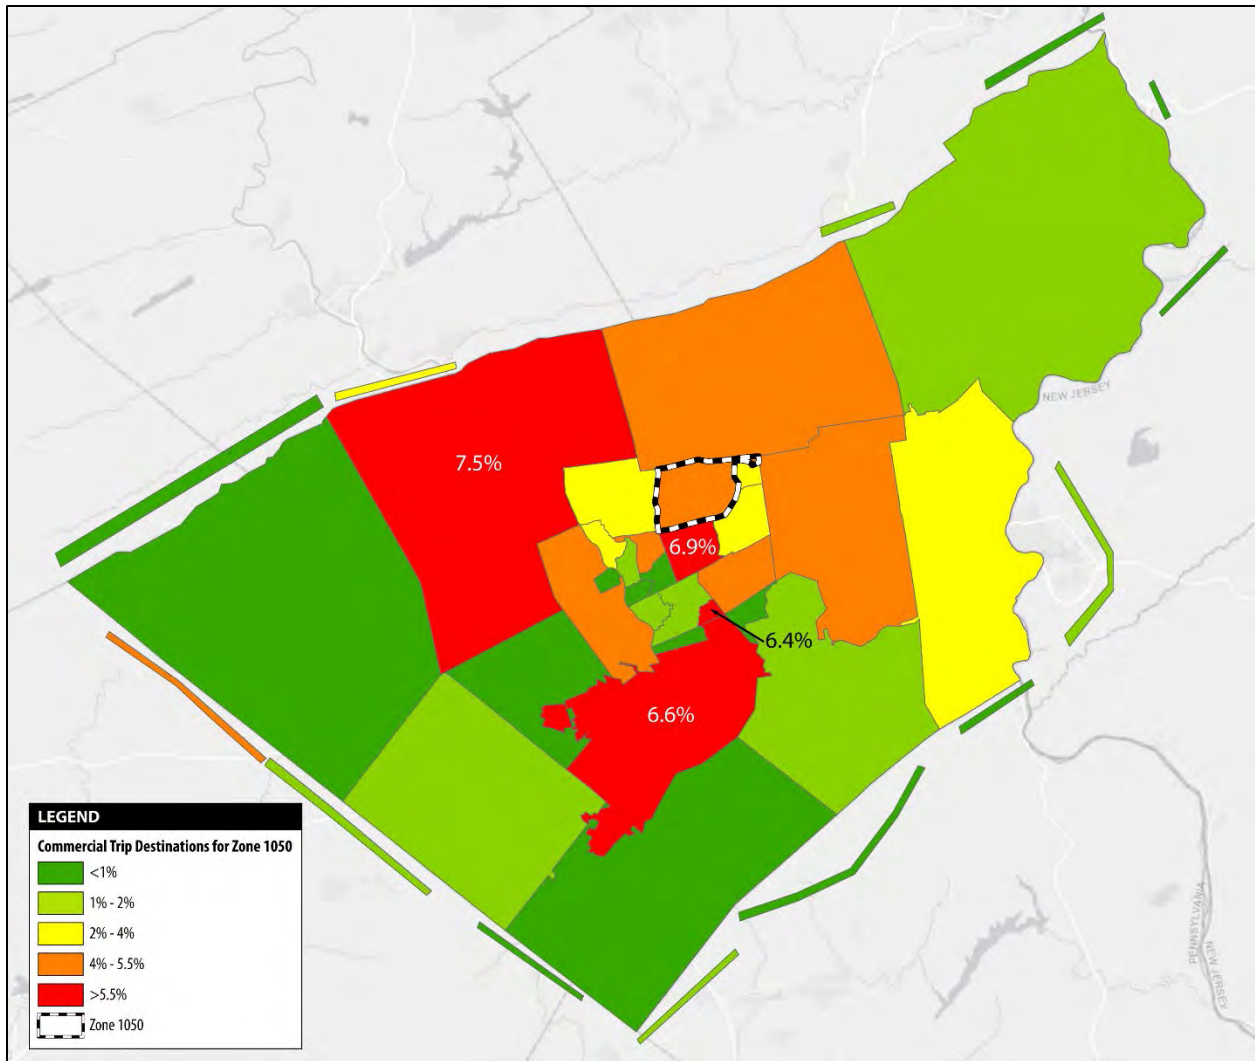 NEW JERSEY
7.5%
6.9%
6.4%
6.6%
LEGEND
Commercial Trip Destinations for Zone 1050
<1%
1% - 2%
2% - 4%
4% - 5.5%
>5.5%
Zone 1050
PENNSYLVANIA
NEW JERSEY